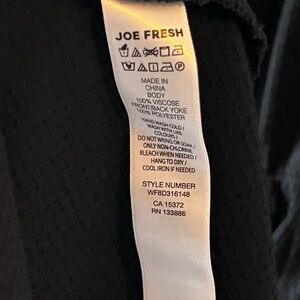 JOE FRESH
MADE IN
CHINA
BODY
100% VISCOSE
FRONT-BACK YOKE
100% POLYESTER
HAND WASH COLD /
WASH WITH LIKE
COLOURS /
DO NOT WRING OR SOAK /
ONLY NON-CHLORINE
BLEACH WHEN NEEDED /
HANG TO DRY /
COOL IRON IF NEEDED
STYLE NUMBER
WF8D316148
CA 15372
RN 133886